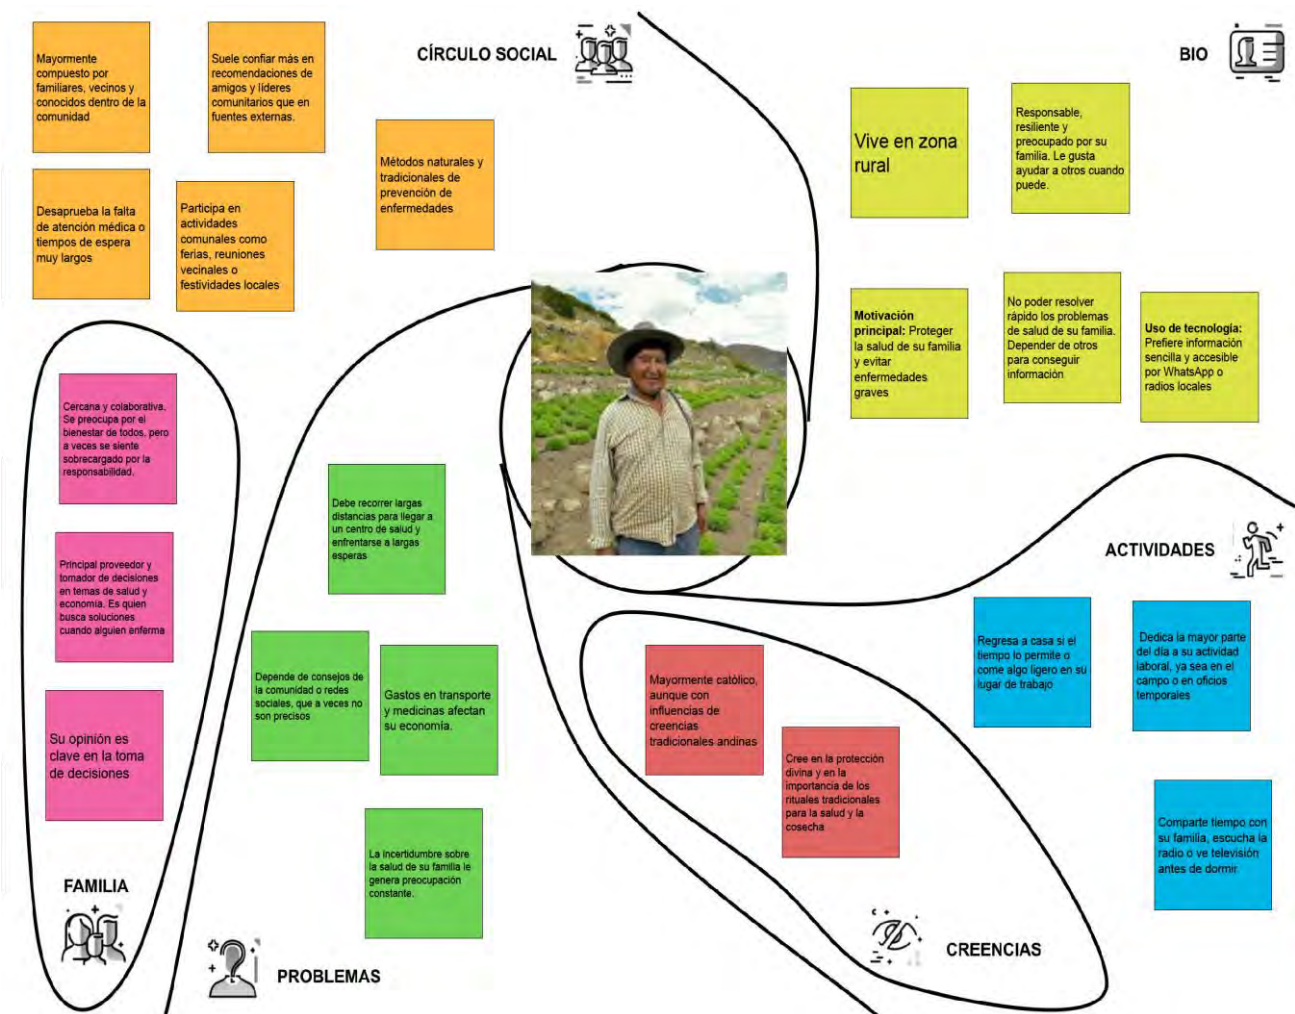 CÍRCULO SOCIAL
Mayormente
compuesto por
familiares, vecinos y
conocidos dentro de la
comunidad
Suele confiar más en
recomendaciones de
amigos y líderes
comunitarios que en
fuentes externas.
Métodos naturales y
tradicionales de
prevención de
enfermedades
Desaprueba la falta
de atención médica o
tiempos de espera
muy largos
Participa en
actividades
comunales como
ferias, reuniones
vecinales o
festividades locales
BIO
Vive en zona
rural
Responsable,
resiliente y
preocupado por su
familia. Le gusta
ayudar a otros cuando
puede.
Motivación
principal: Proteger
la salud de su familia
y evitar
enfermedades
graves
No poder resolver
rápido los problemas
de salud de su familia.
Depender de otros
para conseguir
información
Uso de tecnología:
Prefiere información
sencilla y accesible
por WhatsApp o
radios locales
Cercana y colaborativa.
Se preocupa por el
bienestar de todos, pero
a veces se siente
sobrecargado por la
responsabilidad.
Principal proveedor y
tomador de decisiones
en temas de salud y
economía. Es quien
busca soluciones
cuando alguien enferma
Su opinión es
clave en la toma
de decisiones
FAMILIA
Debe recorrer largas
distancias para llegar a
un centro de salud y
enfrentarse a largas
esperas
Depende de consejos de
la comunidad o redes
sociales, que a veces no
son precisos
Gastos en transporte
y medicinas afectan
su economía.
La incertidumbre sobre
la salud de su familia le
genera preocupación
constante.
PROBLEMAS
Mayormente católico,
aunque con
influencias de
creencias
tradicionales andinas
Cree en la protección
divina y en la
importancia de los
rituales tradicionales
para la salud y la
cosecha
CREENCIAS
ACTIVIDADES
Regresa a casa si el
tiempo lo permite o
come algo ligero en su
lugar de trabajo
Dedica la mayor parte
del día a su actividad
laboral, ya sea en el
campo o en oficios
temporales
Comparte tiempo con
su familia, escucha la
radio o ve televisión
antes de dormir